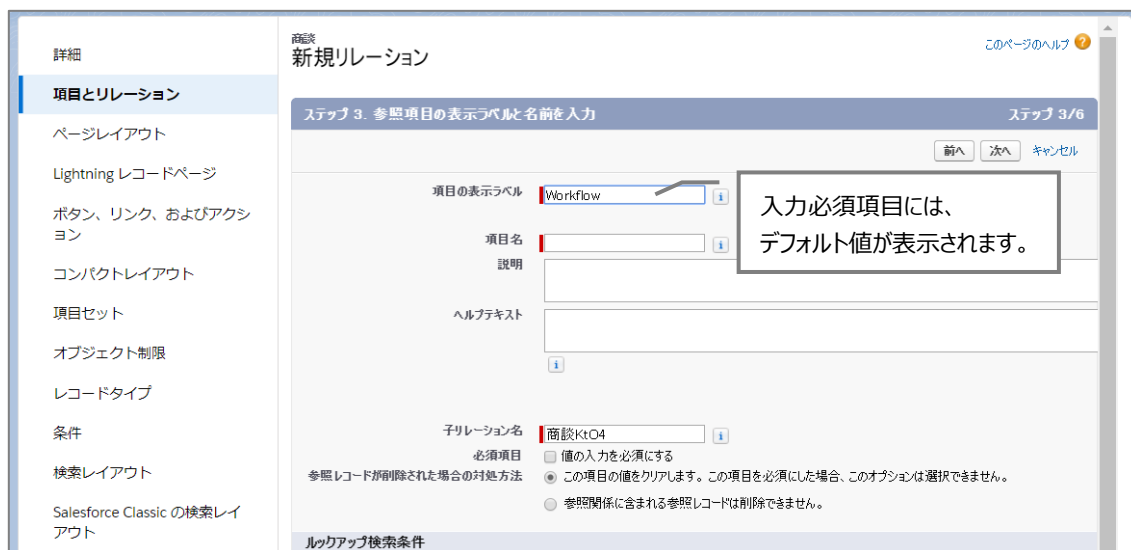 詳細
項目とリレーション
ページレイアウト
Lightning レコードページ
ボタン、リンク、およびアクシ
ョン
コンパクトレイアウト
項目セット
オブジェクト制限
レコードタイプ
条件
検索レイアウト
Salesforce Classic の検索レイ
アウト
商談
新規リレーション
このページのヘルプ ?
ステップ 3. 参照項目の表示ラベルと名前を入力 ステップ 3/6
前へ 次へ キャンセル
項目の表示ラベル Workflow i
入力必須項目には、
デフォルト値が表示されます。
項目名 i
説明
ヘルプテキスト
i
子リレーション名 商談KtO4 i
必須項目 値の入力を必須にする
参照レコードが削除された場合の対処方法 この項目の値をクリアします。この項目を必須にした場合、このオプションは選択できません。
参照関係に含まれる参照レコードは削除できません。
ルックアップ検索条件